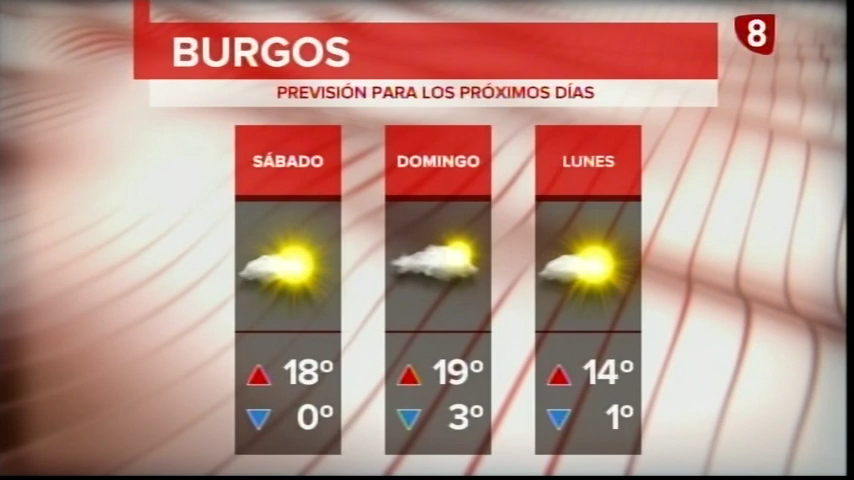 BURGOS
8
PREVISIÓN PARA LOS PRÓXIMOS DÍAS
SÁBADO
DOMINGO
LUNES
18º
19º
14º
0º
3º
1º